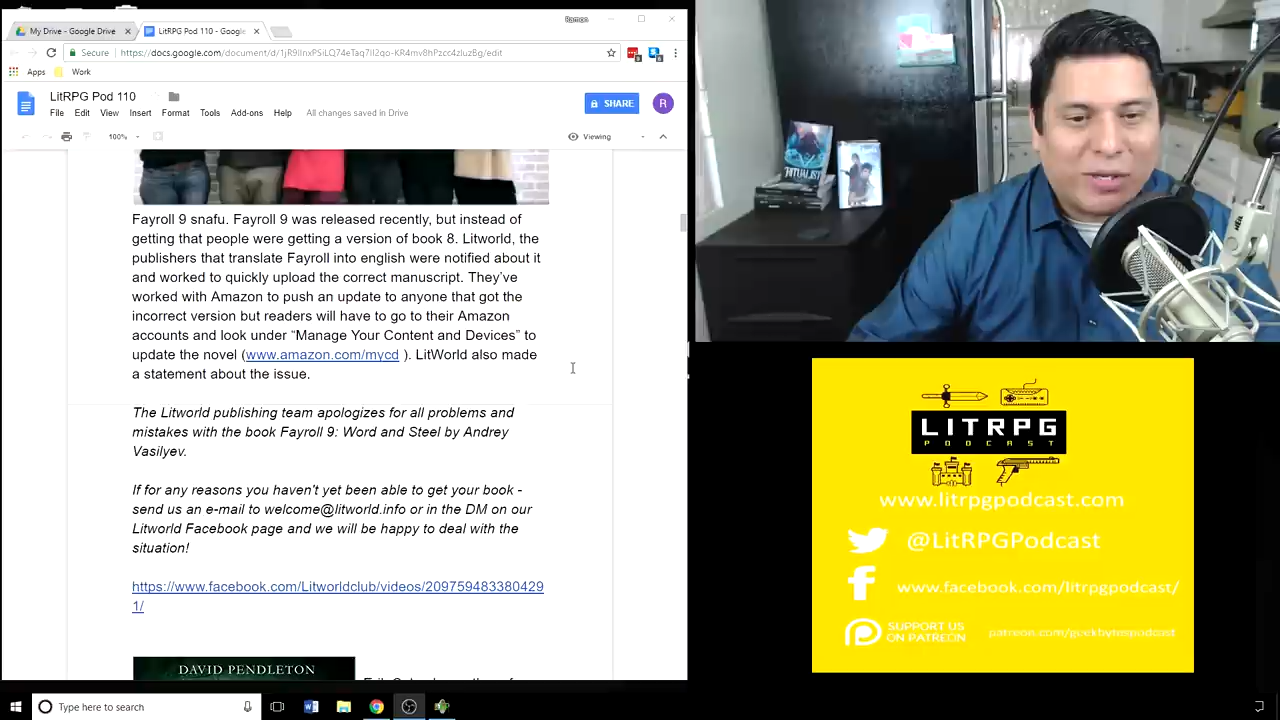 Ramon
My Drive - Google Drive
LitRPG Pod 110 - Google
Secure
Apps
Work
LitRPG Pod 110
File Edit View Insert Format Tools Add-ons Help All changes saved in Drive
SHARE
R
100%
Viewing
Fayroll 9 snafu. Fayroll 9 was released recently, but instead of
getting that people were getting a version of book 8. Litworld, the
publishers that translate Fayroll into english were notified about it
and worked to quickly upload the correct manuscript. They've
worked with Amazon to push an update to anyone that got the
incorrect version but readers will have to go to their Amazon
accounts and look under “Manage Your Content and Devices” to
update the novel (www.amazon.com/mycd ). LitWorld also made
a statement about the issue.
The Litworld publishing team apologizes for all problems and
mistakes with the book Fayroll 9: Word and Steel by Andrey
Vasilyev.
If for any reasons you haven't yet been able to get your book -
send us an e-mail to welcome@litworld.info or in the DM on our
Litworld Facebook page and we will be happy to deal with the
situation!
https://www.facebook.com/Litworldclub/videos/209759483380429
1/
DAVID PENDLETON
Type here to search
RITUALIST
LITRPG
PODCAST
www.litrpgpodcast.com
@LitRPGPodcast
www.facebook.com/litrpgpodcast/
SUPPORT US
ON PATREON
patreon.com/geekbytespodcast